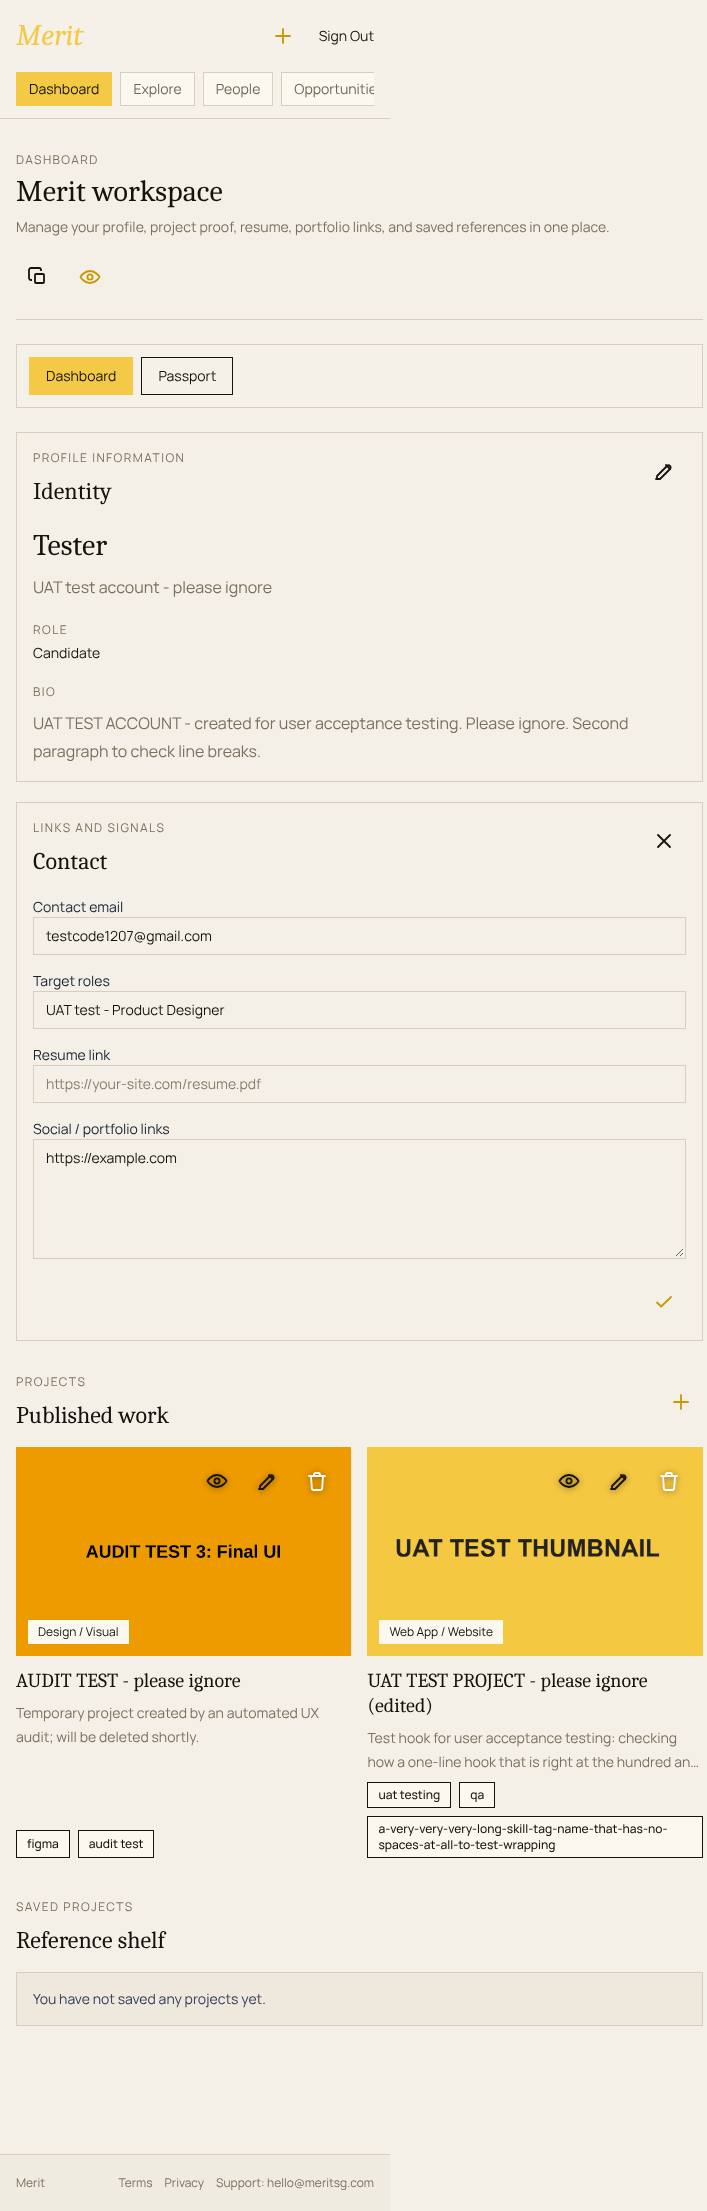 Merit
Sign Out
Dashboard
Explore
People
Opportunitie
DASHBOARD
Merit workspace
Manage your profile, project proof, resume, portfolio links, and saved references in one place.
Dashboard
Passport
PROFILE INFORMATION
Identity
Tester
UAT test account - please ignore
ROLE
Candidate
BIO
UAT TEST ACCOUNT - created for user acceptance testing. Please ignore. Second
paragraph to check line breaks.
LINKS AND SIGNALS
Contact
Contact email
testcode1207@gmail.com
Target roles
UAT test - Product Designer
Resume link
https://your-site.com/resume.pdf
Social / portfolio links
https://example.com
PROJECTS
Published work
AUDIT TEST 3: Final UI
Design / Visual
AUDIT TEST - please ignore
Temporary project created by an automated UX
audit; will be deleted shortly.
figma
audit test
UAT TEST THUMBNAIL
Web App / Website
UAT TEST PROJECT - please ignore
(edited)
Test hook for user acceptance testing: checking
how a one-line hook that is right at the hundred an…
uat testing
qa
a-very-very-very-long-skill-tag-name-that-has-no-
spaces-at-all-to-test-wrapping
SAVED PROJECTS
Reference shelf
You have not saved any projects yet.
Merit
Terms
Privacy
Support: hello@meritsg.com